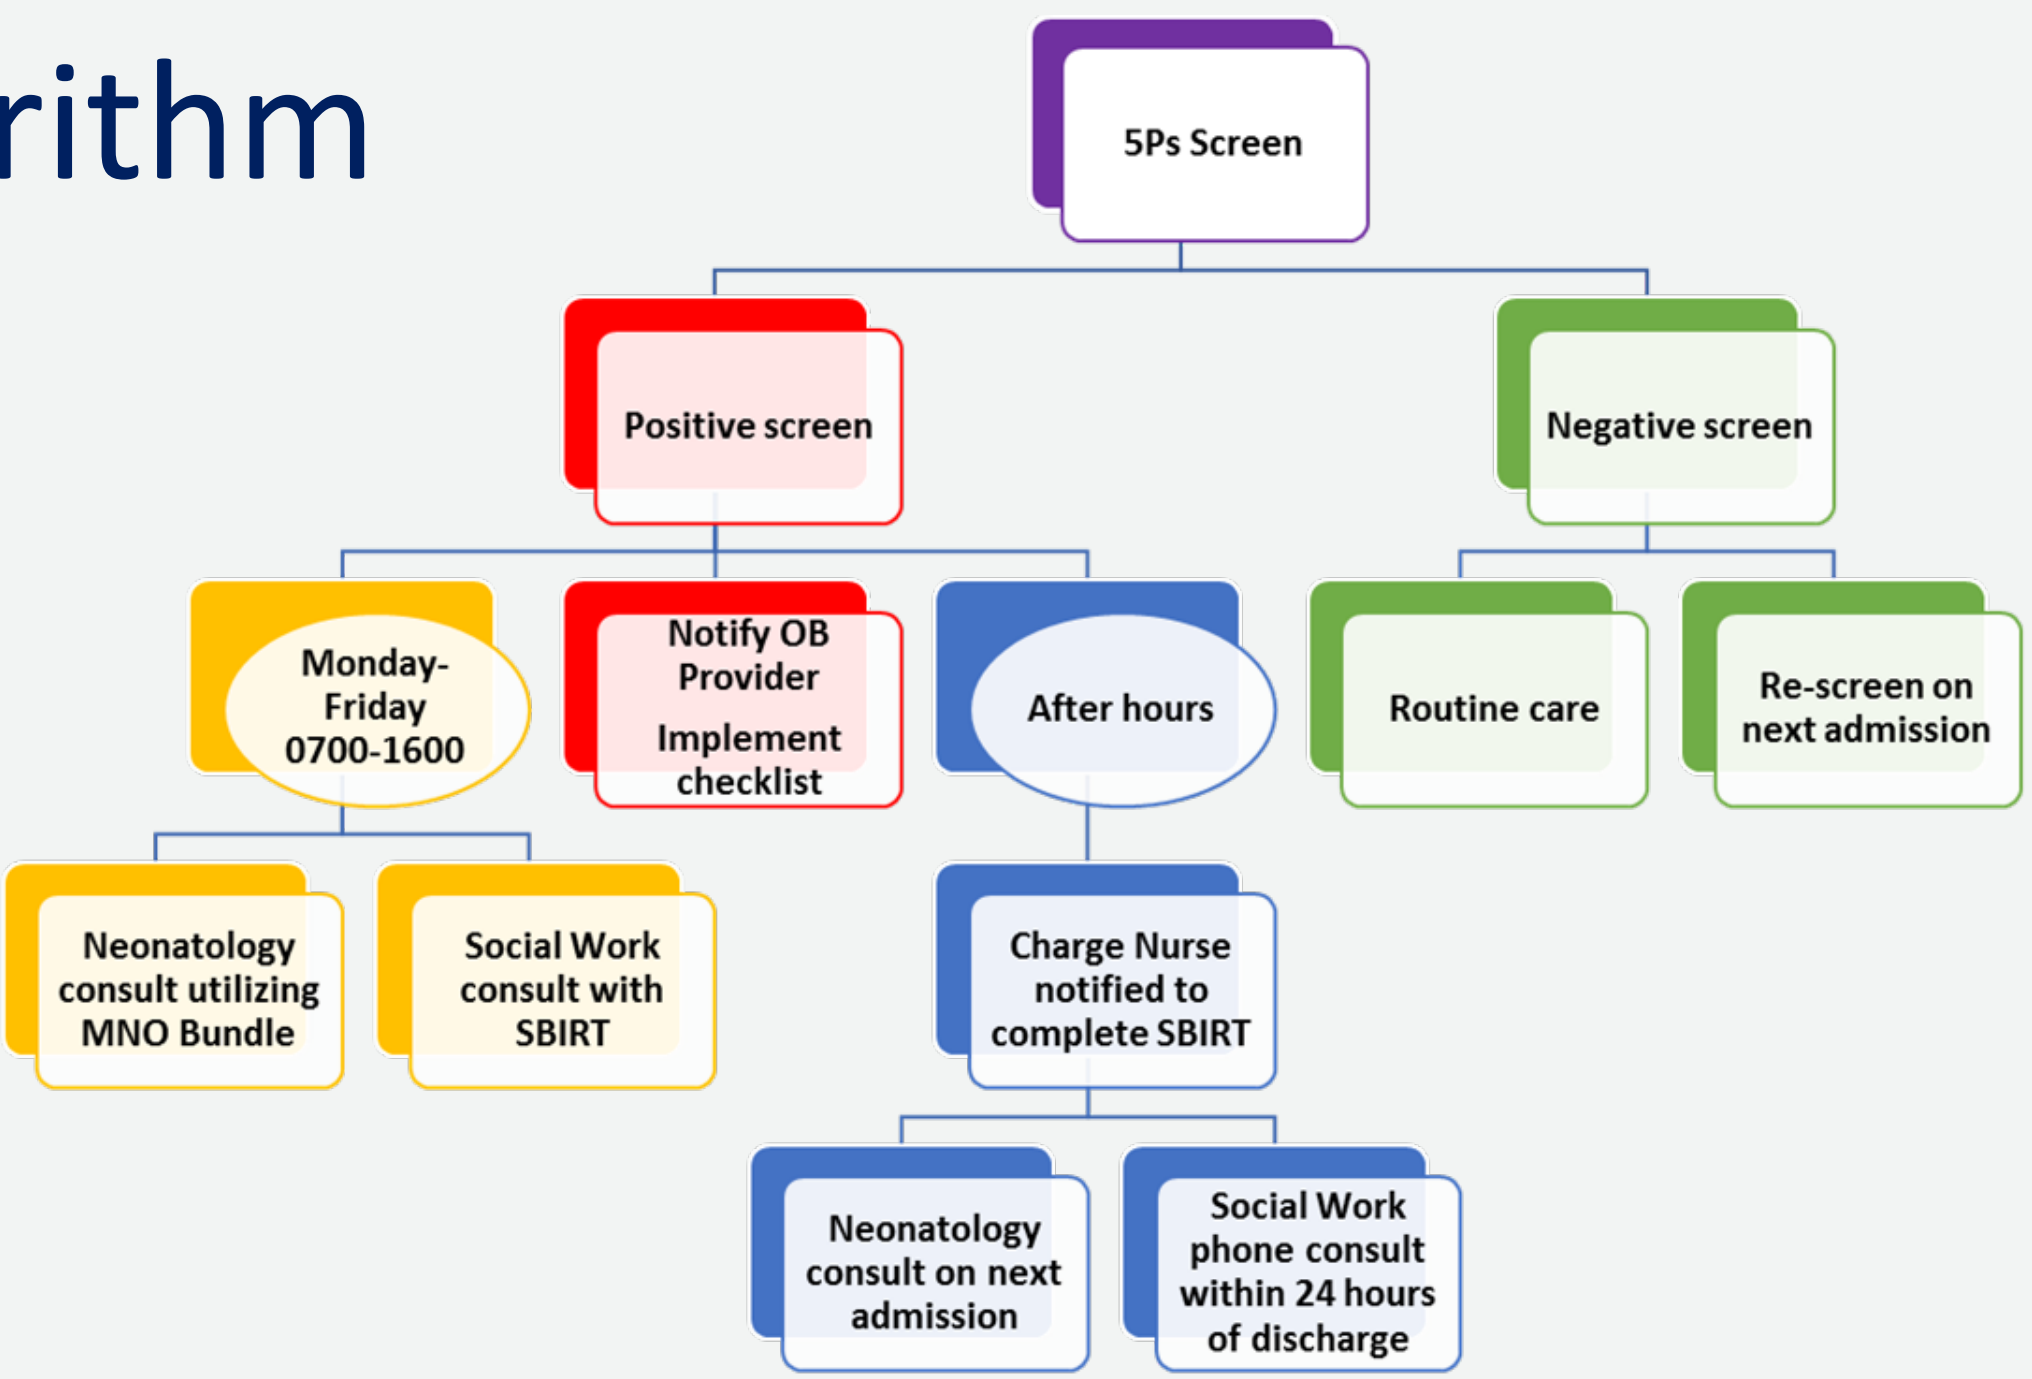 rithm
5Ps Screen
Positive screen
Negative screen
Monday-
Friday
0700-1600
Notify OB
Provider
Implement
checklist
After hours
Routine care
Re-screen on
next admission
Neonatology
consult utilizing
MNO Bundle
Social Work
consult with
SBIRT
Charge Nurse
notified to
complete SBIRT
Neonatology
consult on next
admission
Social Work
phone consult
within 24 hours
of discharge